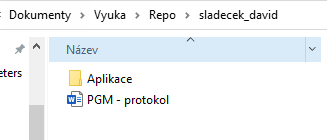 Dokumenty > Vyuka > Repo > sladecek_david
Název
eters
Aplikace
PGM - protokol